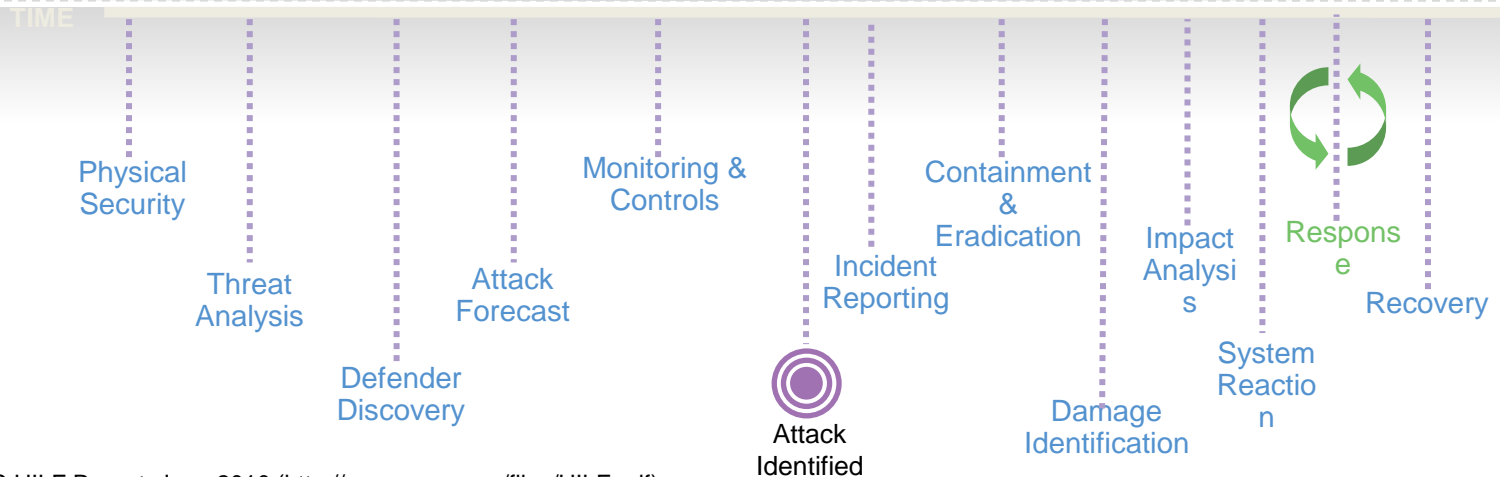 TIME
Physical
Security
Threat
Analysis
Defender
Discovery
Attack
Forecast
Monitoring &
Controls
Attack
Identified
Incident
Reporting
Containment
&
Eradication
Damage
Identification
Impact
Analysi
s
System
Reactio
n
Respons
e
Recovery